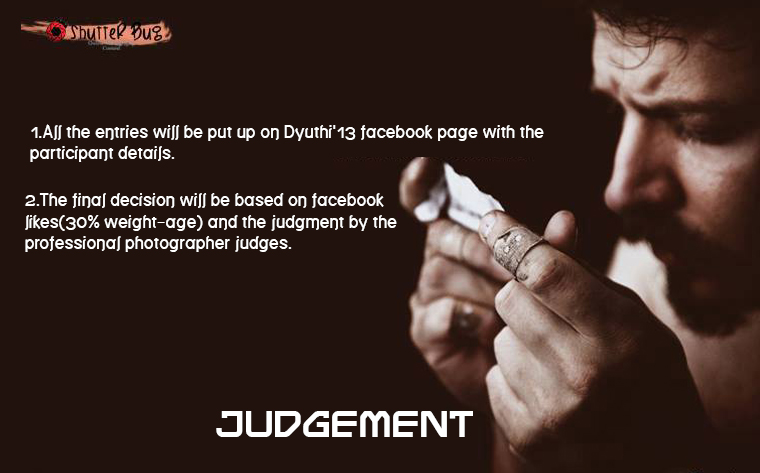 Shutter Bug
Contest
1.All the entries will be put up on Dyuthi'13 facebook page with the
participant details.
2.The final decision will be based on facebook
likes(30% weight-age) and the judgment by the
professional photographer judges.
JUDGEMENT